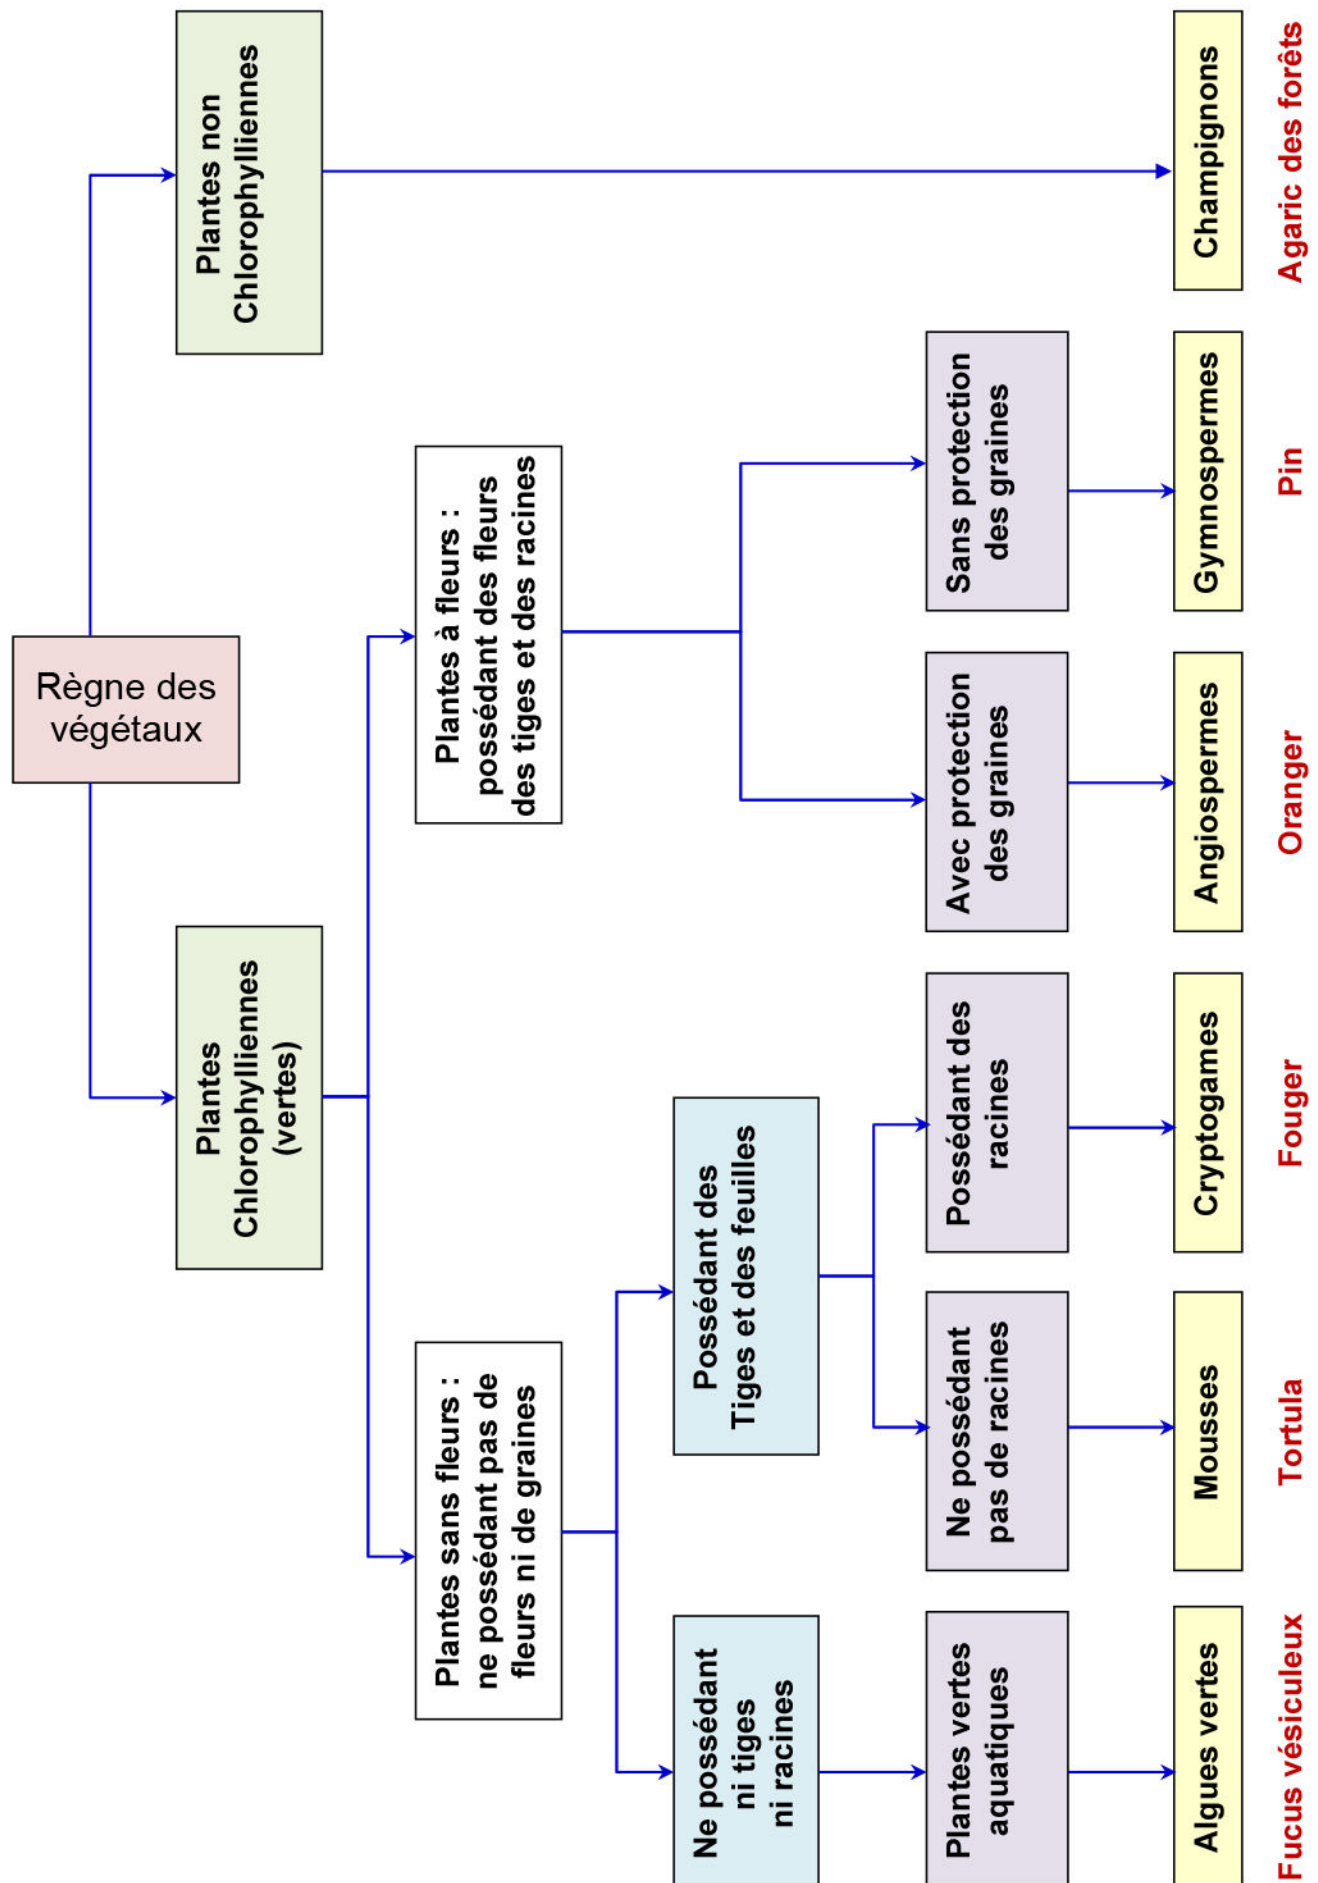 Règne des
végétaux
Plantes
Chlorophylliennes
(vertes)
Plantes non
Chlorophylliennes
Plantes sans fleurs :
ne possédant pas de
fleurs ni de graines
Plantes à fleurs :
possédant des fleurs
des tiges et des racines
Ne possédant
ni tiges
ni racines
Possédant des
Tiges et des feuilles
Plantes vertes
aquatiques
Ne possédant
pas de racines
Possédant des
racines
Avec protection
des graines
Sans protection
des graines
Algues vertes
Mousses
Cryptogames
Angiospermes
Gymnospermes
Champignons
Fucus vésiculeux
Tortula
Fouger
Oranger
Pin
Agaric des forêts